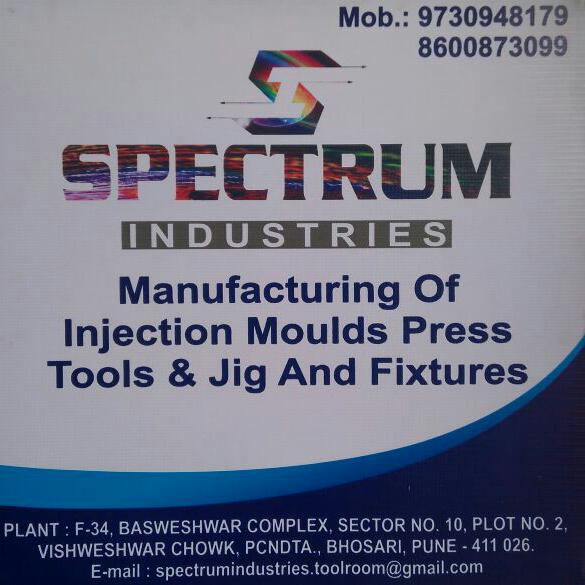 Mob.: 9730948179
8600873099
SPECTRUM
INDUSTRIES
Manufacturing Of
Injection Moulds Press
Tools & Jig And Fixtures
PLANT : F-34, BASWESHWAR COMPLEX, SECTOR NO. 10, PLOT NO. 2,
VISHWESHWAR CHOWK, PCNDTA., BHOSARI, PUNE - 411 026.
E-mail : spectrumindustries.toolroom@gmail.com